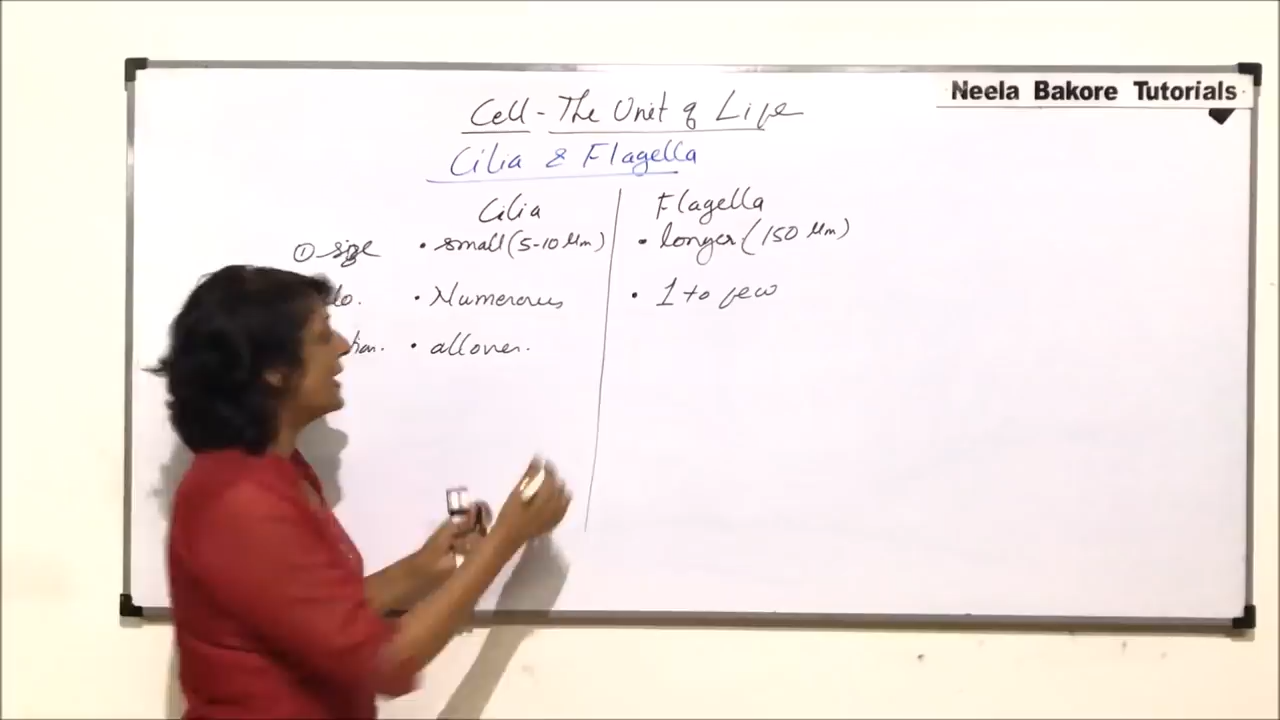 Neela Bakore Tutorials
Cell - The Unit of Life
Cilia & Flagella
Cilia Flagella
① size • small (5-10 µm) • longer (150 µm)
• Numerous • 1 to few
• all over.